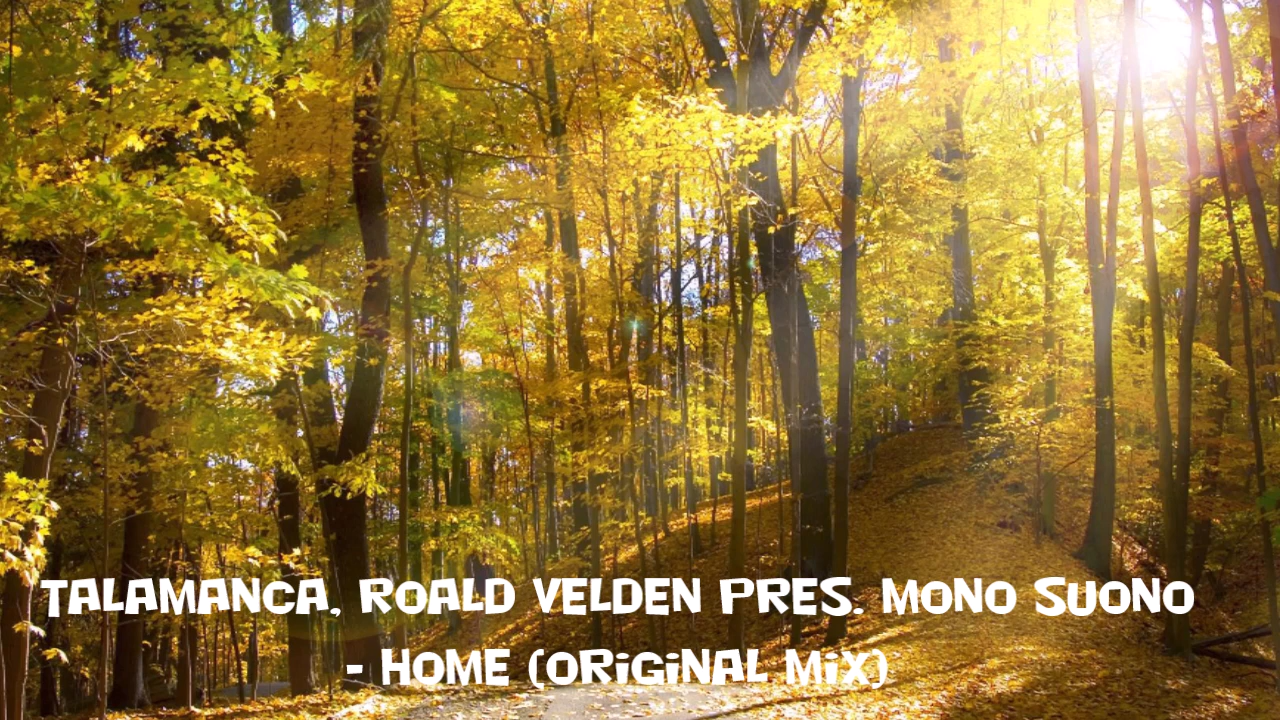 TALAMANCA, ROALD VELDEN PRES. MONO SUONO
- HOME (ORiGiNAL MiX)